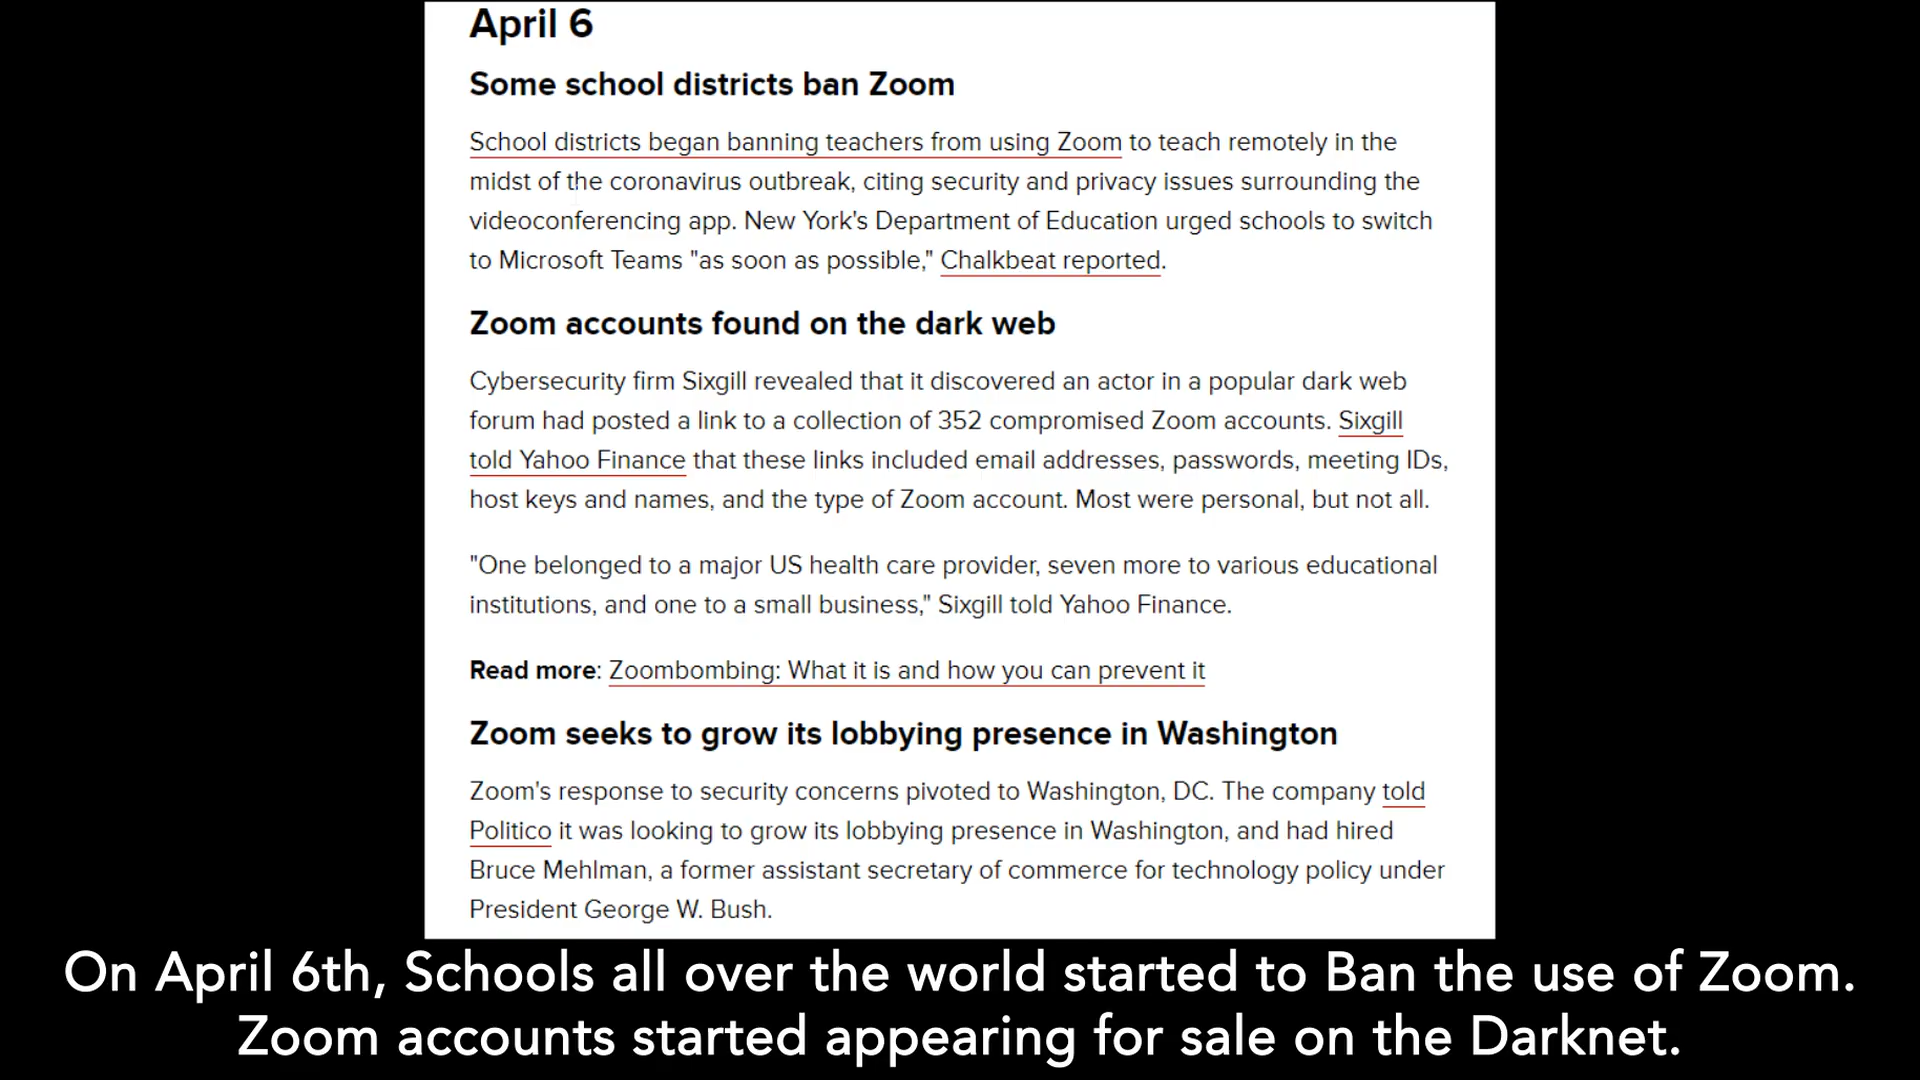 April 6
Some school districts ban Zoom
School districts began banning teachers from using Zoom to teach remotely in the
midst of the coronavirus outbreak, citing security and privacy issues surrounding the
videoconferencing app. New York's Department of Education urged schools to switch
to Microsoft Teams "as soon as possible," Chalkbeat reported.
Zoom accounts found on the dark web
Cybersecurity firm Sixgill revealed that it discovered an actor in a popular dark web
forum had posted a link to a collection of 352 compromised Zoom accounts. Sixgill
told Yahoo Finance that these links included email addresses, passwords, meeting IDs,
host keys and names, and the type of Zoom account. Most were personal, but not all.
"One belonged to a major US health care provider, seven more to various educational
institutions, and one to a small business," Sixgill told Yahoo Finance.
Read more: Zoombombing: What it is and how you can prevent it
Zoom seeks to grow its lobbying presence in Washington
Zoom's response to security concerns pivoted to Washington, DC. The company told
Politico it was looking to grow its lobbying presence in Washington, and had hired
Bruce Mehlman, a former assistant secretary of commerce for technology policy under
President George W. Bush.
On April 6th, Schools all over the world started to Ban the use of Zoom.
Zoom accounts started appearing for sale on the Darknet.